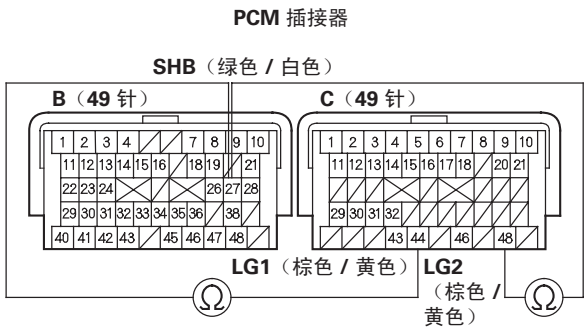 PCM 插接器
SHB（绿色 / 白色）
B（49 针） C（49 针）
1 2 3 4 7 8 9 10 1 2 3 4 5 6 7 8 9 10
11 12 13 14 15 16 18 19 21 11 12 13 14 15 16 17 18 20 21
22 23 24 26 27 28
29 30 31 32 33 34 35 36 38 29 30 31 32
40 41 42 43 45 46 47 48 43 44 46 48
LG1（棕色 / 黄色） LG2
（棕色 /
黄色）
Ω Ω